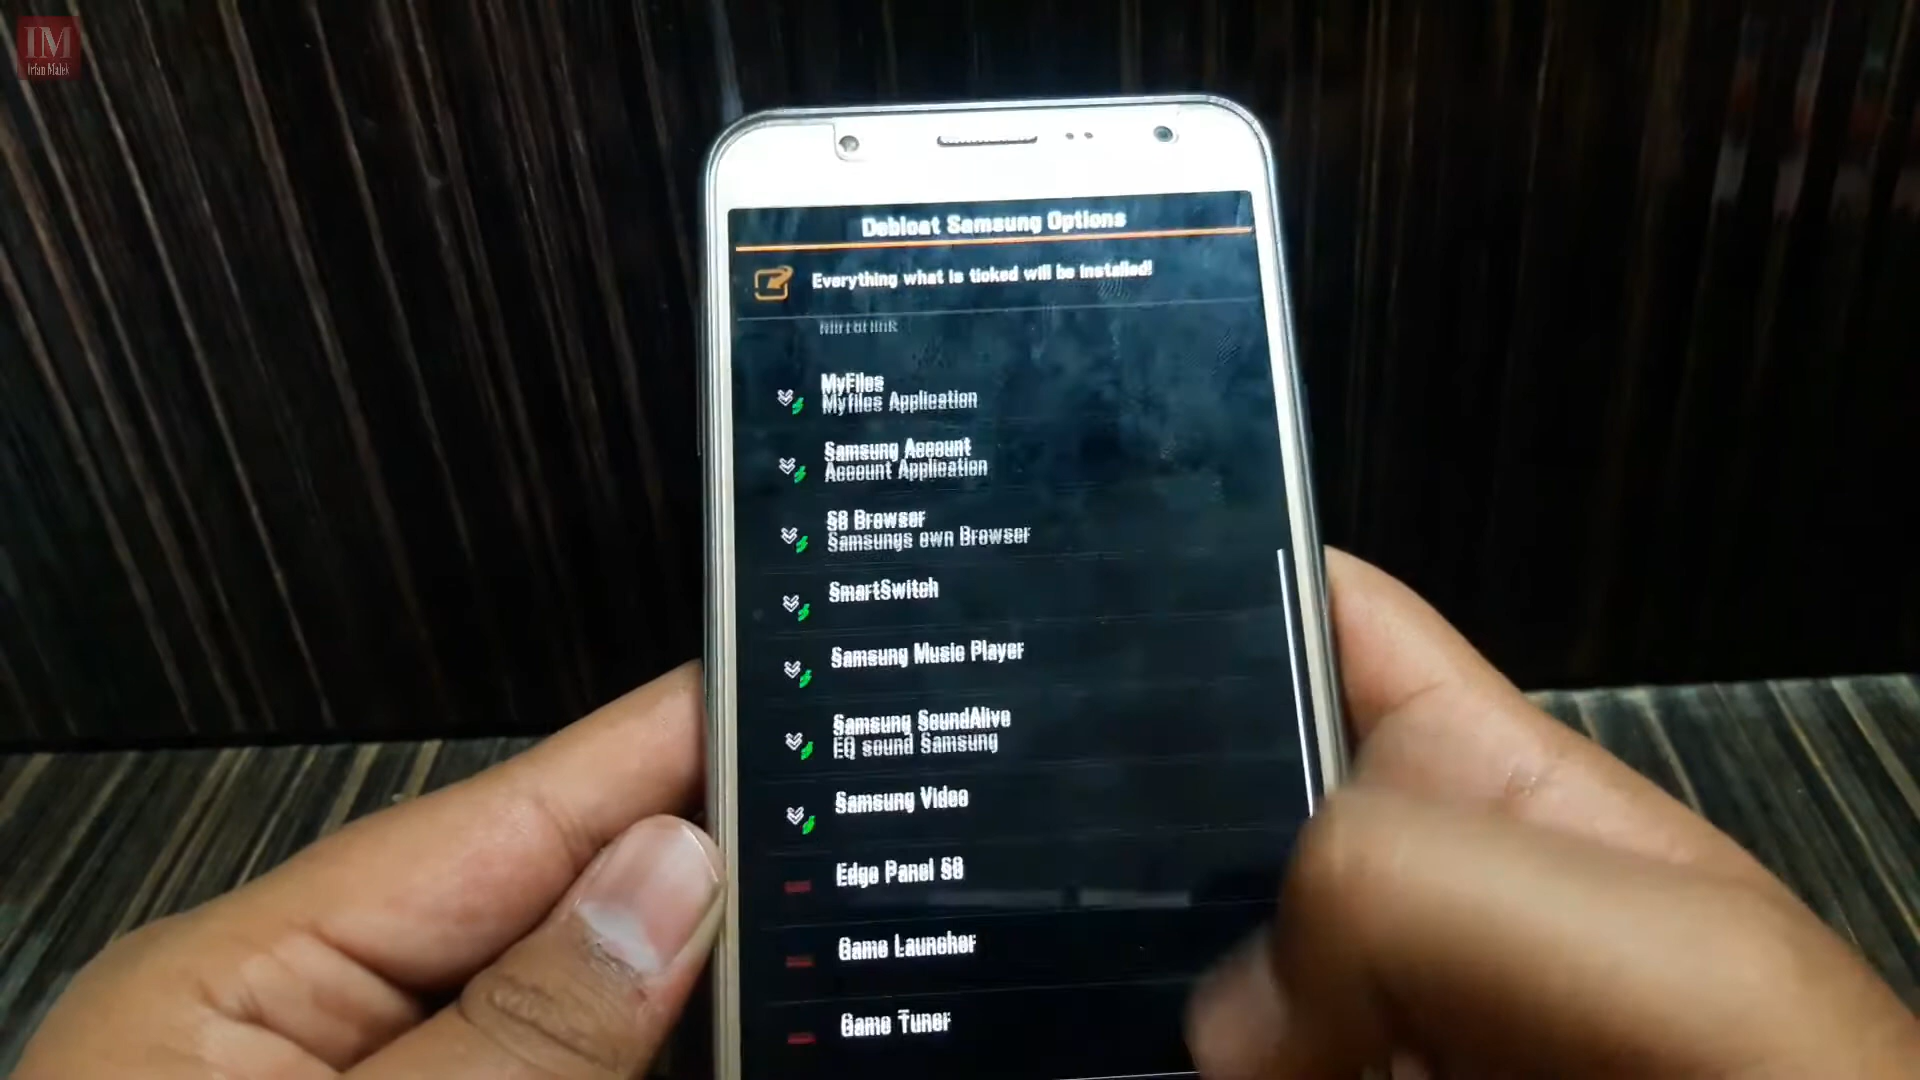 IM
Irfan Malek
Debloat Samsung Options
Everything what is ticked will be installed!
Mirrorlink
MyFiles
Myfiles Application
Samsung Account
Account Application
S8 Browser
Samsungs own Browser
SmartSwitch
Samsung Music Player
Samsung SoundAlive
EQ sound Samsung
Samsung Video
Edge Panel S8
Game Launcher
Game Tuner